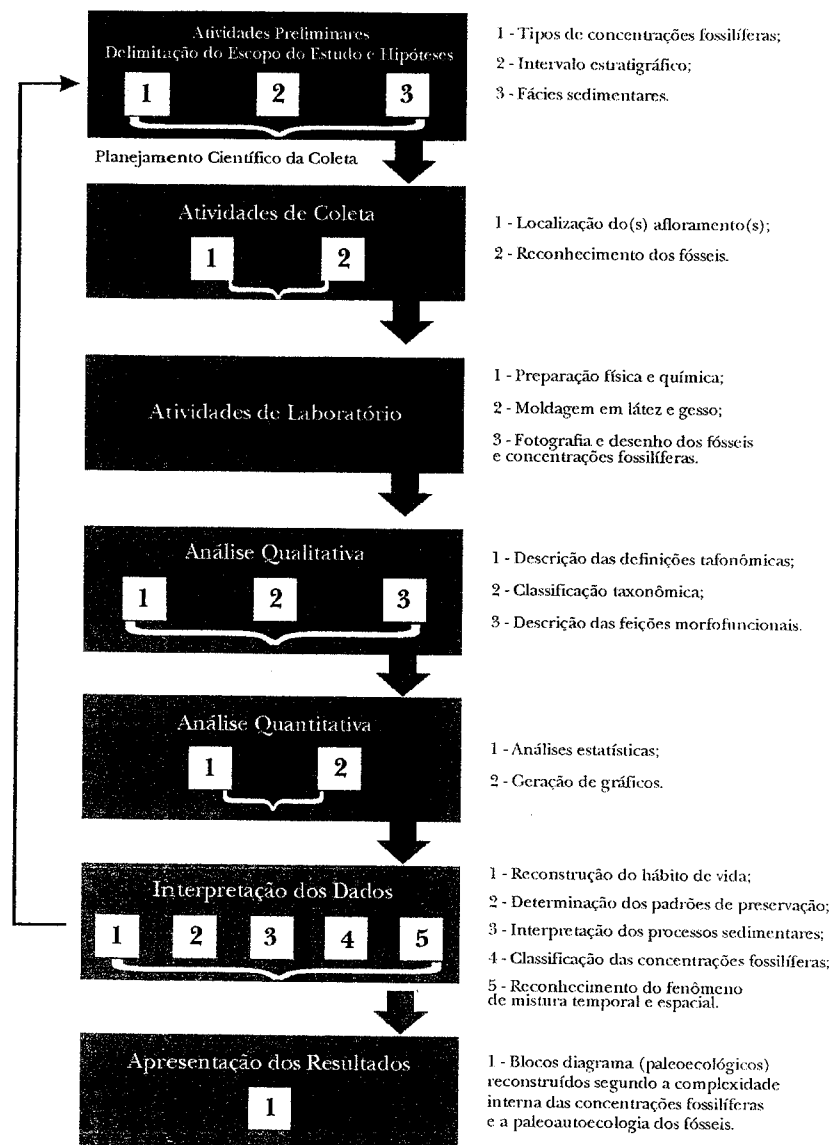 Atividades Preliminares
Delimitação do Escopo do Estudo e Hipóteses
1 2 3
1 - Tipos de concentrações fossilíferas;
2 - Intervalo estratigráfico;
3 - Fácies sedimentares.
Planejamento Científico da Coleta
Atividades de Coleta
1 2
1 - Localização do(s) afloramento(s);
2 - Reconhecimento dos fósseis.
Atividades de Laboratório
1 - Preparação física e química;
2 - Moldagem em látez e gesso;
3 - Fotografia e desenho dos fósseis
e concentrações fossilíferas.
Análise Qualitativa
1 2 3
1 - Descrição das definições tafonômicas;
2 - Classificação taxonômica;
3 - Descrição das feições morfofuncionais.
Análise Quantitativa
1 2
1 - Análises estatísticas;
2 - Geração de gráficos.
Interpretação dos Dados
1 2 3 4 5
1 - Reconstrução do hábito de vida;
2 - Determinação dos padrões de preservação;
3 - Interpretação dos processos sedimentares;
4 - Classificação das concentrações fossilíferas;
5 - Reconhecimento do fenômeno
de mistura temporal e espacial.
Apresentação dos Resultados
1
1 - Blocos diagrama (paleoecológicos)
reconstruídos segundo a complexidade
interna das concentrações fossilíferas
e a paleoautoecologia dos fósseis.